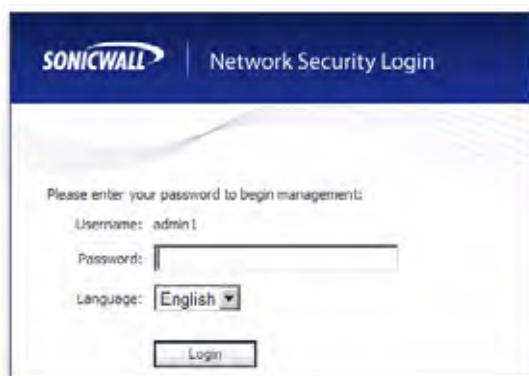 SONICWALL
Network Security Login
Please enter your password to begin management:
Username: admin1
Password:
Language: English
Login